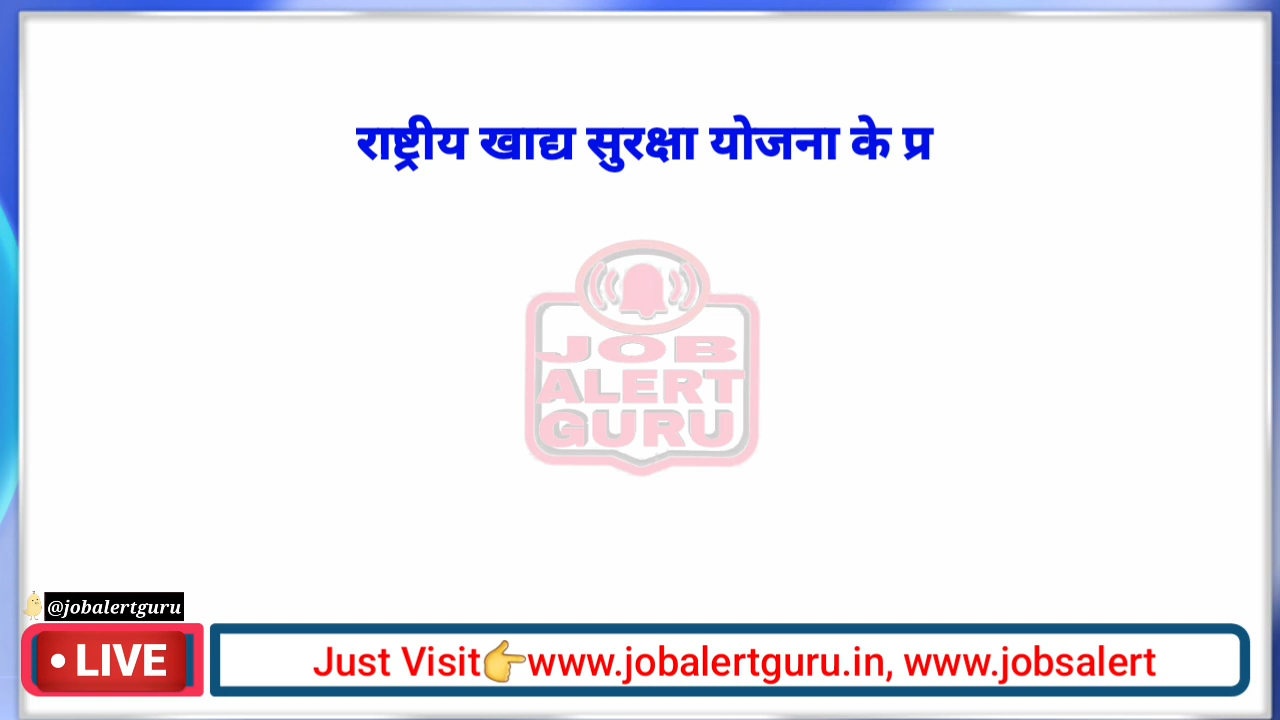 राष्ट्रीय खाद्य सुरक्षा योजना के प्र
JOB
ALERT
GURU
@jobalertguru
• LIVE
Just Visit👉www.jobalertguru.in, www.jobsalert